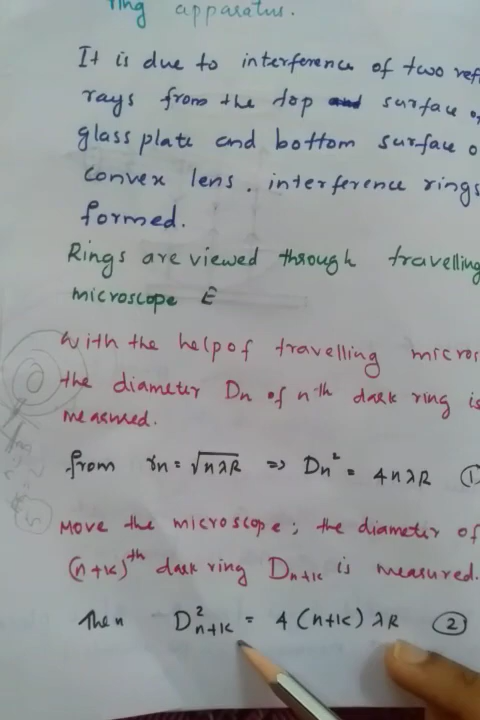 ring apparatus.
It is due to interference of two
rays from the top and surface
glass plate and bottom surface
convex lens. interference rings
formed.
Rings are viewed through travelling
microscope E
With the help of travelling
the diameter Dn of nth dark ring is
measured.
from rn = √nλR => Dn² = 4nλR ①
Move the microscope; the diameter of
(n+k)th dark ring Dn+k is measured.
Then D²n+k = 4(n+k) λR ②